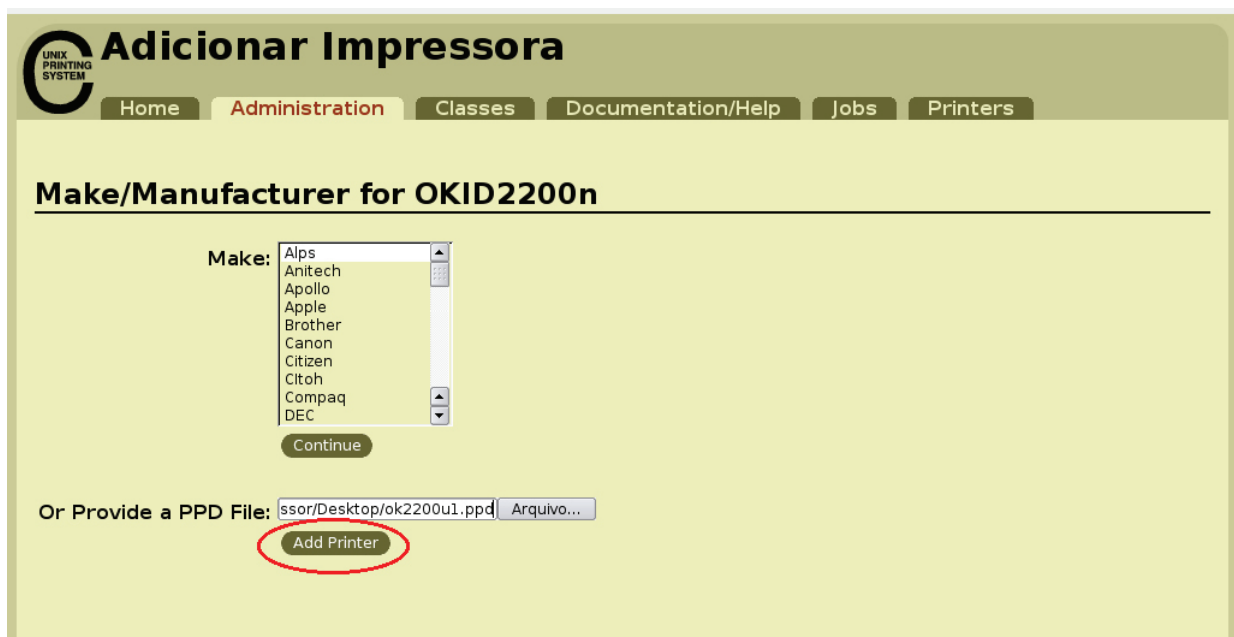 UNIX
PRINTING
SYSTEM
Adicionar Impressora
Home Administration Classes Documentation/Help Jobs Printers
Make/Manufacturer for OKID2200n
Make:
Alps
Anitech
Apollo
Apple
Brother
Canon
Citizen
CItoh
Compaq
DEC
Continue
Or Provide a PPD File: ssor/Desktop/ok2200u1.ppd Arquivo...
Add Printer